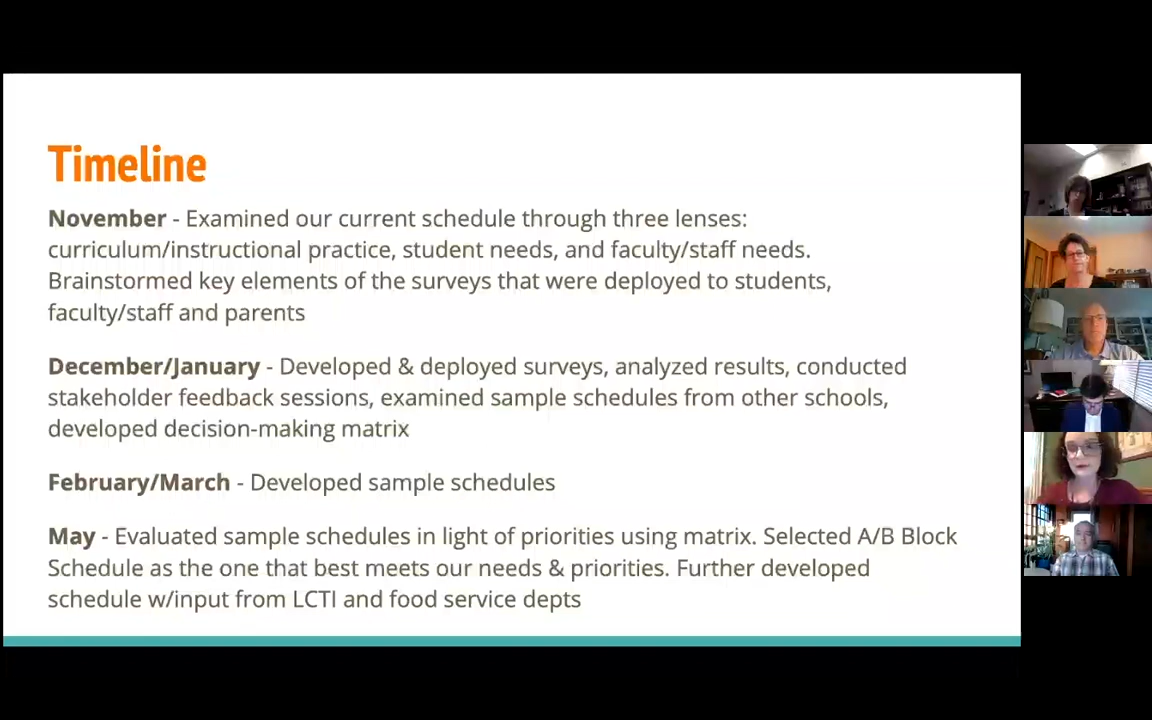 Timeline
November - Examined our current schedule through three lenses:
curriculum/instructional practice, student needs, and faculty/staff needs.
Brainstormed key elements of the surveys that were deployed to students,
faculty/staff and parents
December/January - Developed & deployed surveys, analyzed results, conducted
stakeholder feedback sessions, examined sample schedules from other schools,
developed decision-making matrix
February/March - Developed sample schedules
May - Evaluated sample schedules in light of priorities using matrix. Selected A/B Block
Schedule as the one that best meets our needs & priorities. Further developed
schedule w/input from LCTI and food service depts